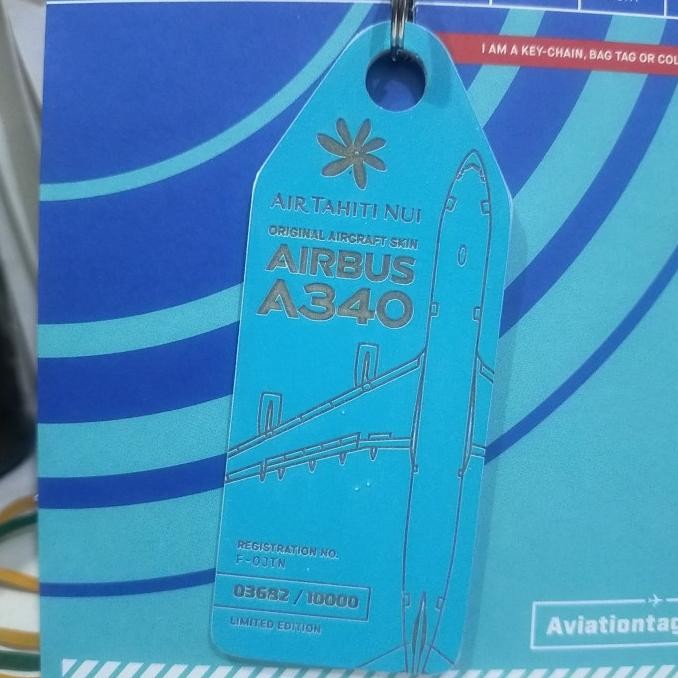 I AM A KEY-CHAIN, BAG TAG OR COL
AIR TAHITI NUI
ORIGINAL AIRCRAFT SKIN
AIRBUS
A340
REGISTRATION NO.
F-OJTN
03682 / 10000
LIMITED EDITION
Aviationtag